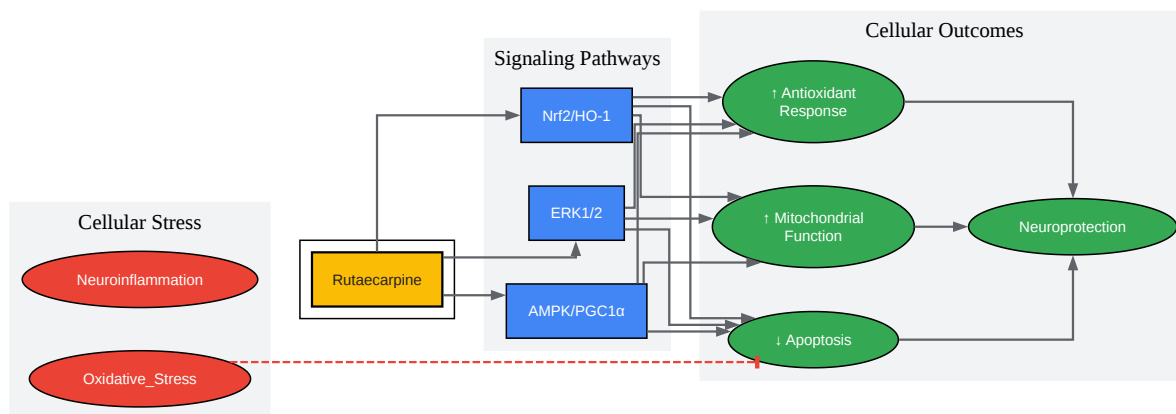 Cellular Outcomes
Signaling Pathways
↑ Antioxidant
Response
Nrf2/HO-1
ERK1/2
Cellular Stress
↑ Mitochondrial
Function
Neuroprotection
Neuroinflammation
Rutaecarpine
AMPK/PGC1α
↓ Apoptosis
Oxidative_Stress